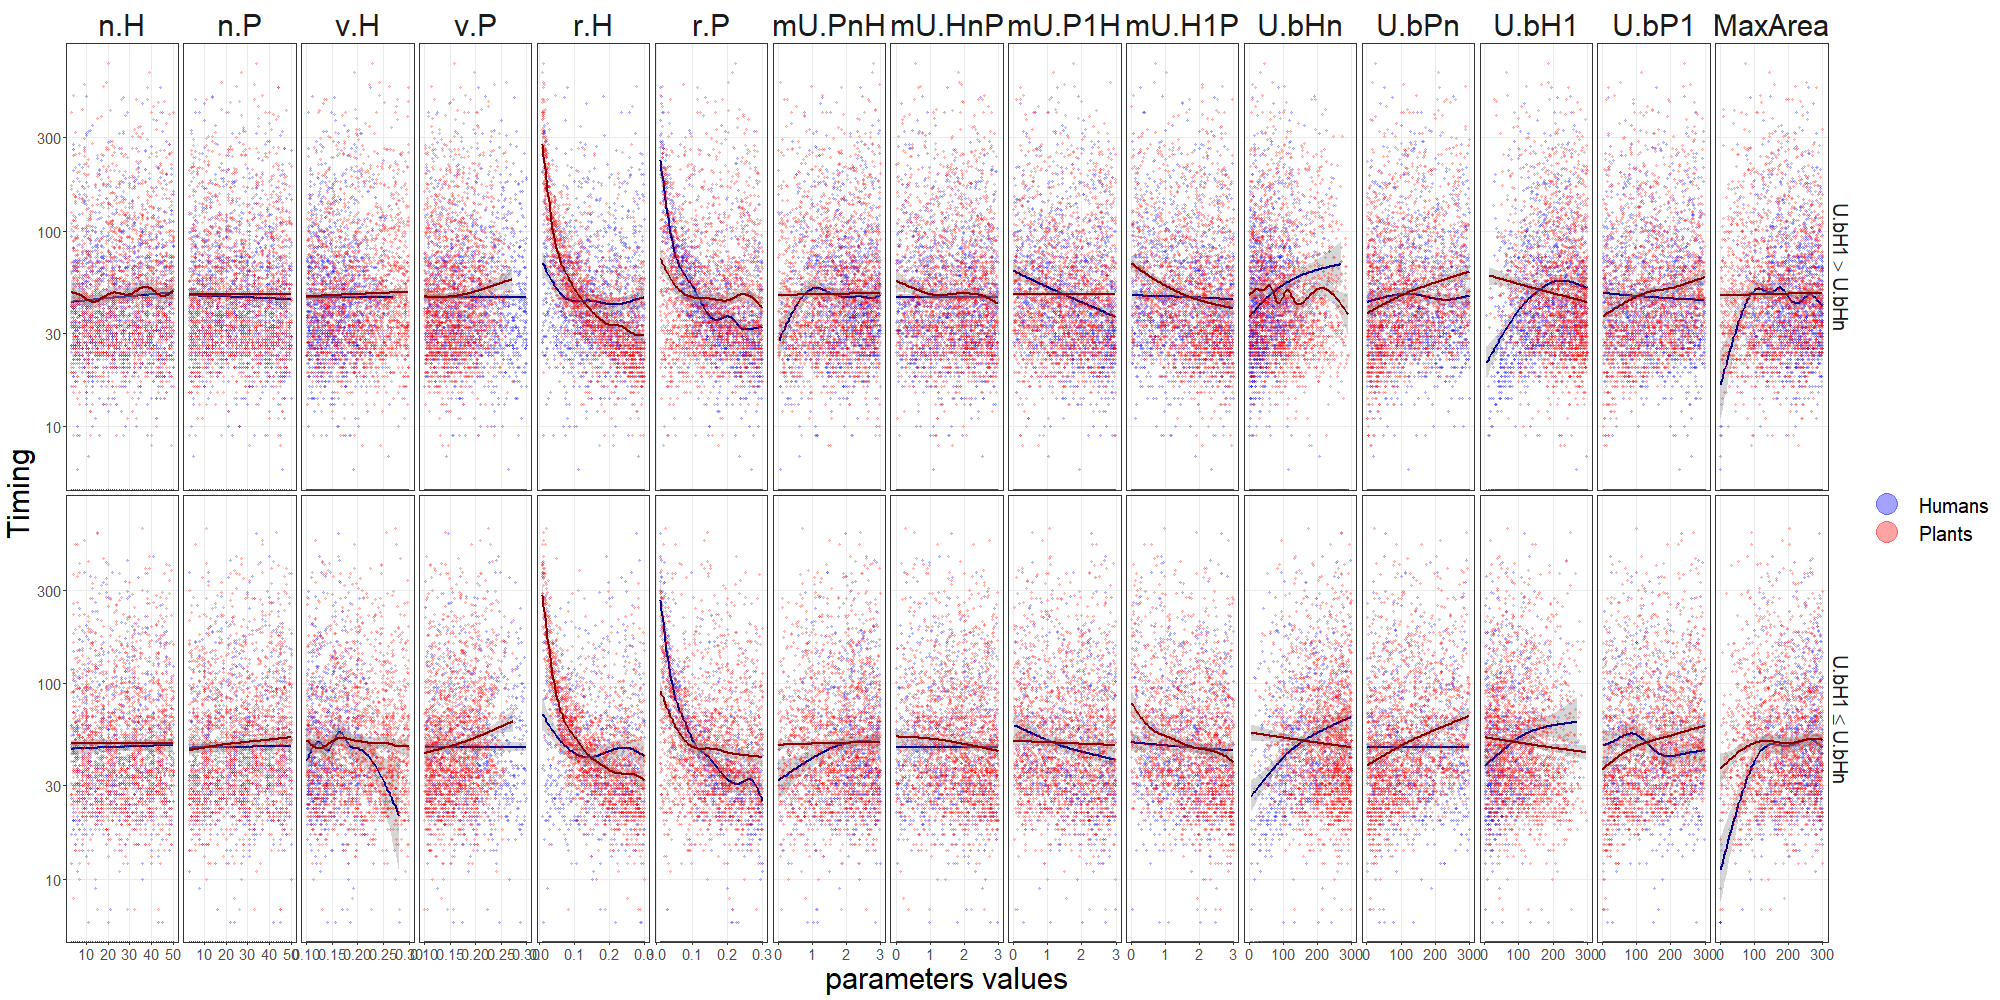 n.H n.P v.H v.P r.H r.P mU.PnH mU.HnP mU.P1H mU.H1P U.bHn U.bPn U.bH1 U.bP1 MaxArea
300
100
30
10
U.bH1 > U.bHn
Timing
Humans
Plants
300
100
30
10
U.bH1 ≤ U.bHn
10 20 30 40 50 10 20 30 40 50 0.10 0.15 0.20 0.25 0.30 0.10 0.15 0.20 0.25 0.30 0.0 0.1 0.2 0.3 0.0 0.1 0.2 0.3 0 1 2 3 0 1 2 3 0 1 2 3 0 1 2 3 0 100 200 300 0 100 200 300 0 100 200 300 0 100 200 300 0 100 200 300
parameters values